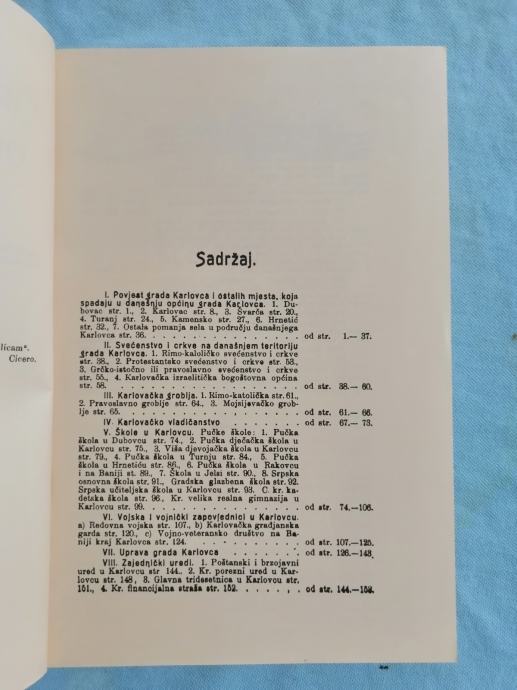 licam".
Cicero.
Sadržaj.
I. Povjest grada Karlovca i ostalih mjesta, koja
spadaju u današnju općinu grada Karlovca. 1. Du-
bovac str. 1., 2. Karlovac str. 8., 3. Švarča str. 20.,
4. Turanj str. 24., 5. Kamensko str. 27., 6. Hrnetić
str. 32., 7. Ostala pomanja sela u području današnjega
Karlovca str. 36. . . . . . . . . . . . . . . od str. 1.— 37.
II. Svećenstvo i crkve na današnjem teritoriju
grada Karlovca. 1. Rimo-kaloličko svećenstvo i crkve
str. 38., 2. Protestantsko svećenstvo i crkve str. 53.,
3. Grčko-istočno ili pravoslavno svećenstvo i crkve
str. 55., 4. Karlovačka izraelitička bogoštovna općina
str. 58. . . . . . . . . . . . . . . . . od str. 38.— 60.
III. Karlovačka groblja. 1. Rimo-katolička str. 61.,
2. Pravoslavno groblje str. 64., 3. Mojsijevačko grob-
lje str. 65. . . . . . . . . . . . . . . . od str. 61.— 66.
IV. Karlovačko vladičanstvo . . . . . . . od str. 67.— 73.
V. Škole u Karlovcu. Pučke škole: 1. Pučka
škola u Dubovcu str. 74., 2. Pučka dječačka škola u
Karlovcu str. 75., 3. Viša djevojačka škola u Karlovcu
str. 79., 4. Pučka škola u Turnju str. 84., 5. Pučka
škola u Hrnetiću str. 86., 6. Pučka škola u Rakovcu
i na Baniji st 89., 7. Škola u Jelsi str. 90., 8. Srpska
osnovna škola str. 91., Gradska glazbena škola str. 92.
Srpska učiteljska škola u Karlovcu str. 93. C. kr. ka-
detska škola str. 96., Kr. velika realna gimnazija u
Karlovcu str. 99. . . . . . . . . . . . . . od str. 74.—106.
VI. Vojska i vojnički zapovjednici u Karlovcu.
a) Redovna vojska str. 107., b) Karlovačka gradjanska
garda str. 120., c) Vojno-veteransko društvo na Ba-
niji kraj Karlovca str. 124. . . . . . . . . od str. 107.—125.
VII. Uprava grada Karlovca . . . . . . . od str. 126.—143.
VIII. Zajednički uredi. 1. Poštanski i brzojavni
ured u Karlovcu str 144., 2. Kr. porezni ured u Kar-
lovcu str. 148, 3. Glavna tridesetnica u Karlovcu str,
151., 4. Kr. financijalna straža str. 152. . . . . . od str. 144.—153.